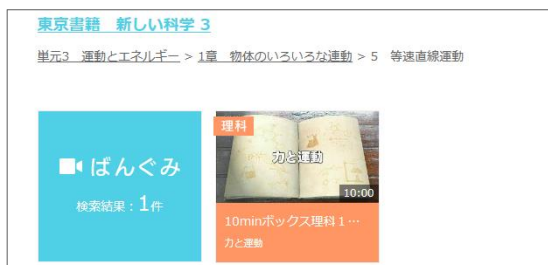 東京書籍　新しい科学 3
単元3　運動とエネルギー > 1章　物体のいろいろな運動 > 5　等速直線運動
ばんぐみ
検索結果：1件
理科
力と運動
10:00
10minボックス理科１…
力と運動